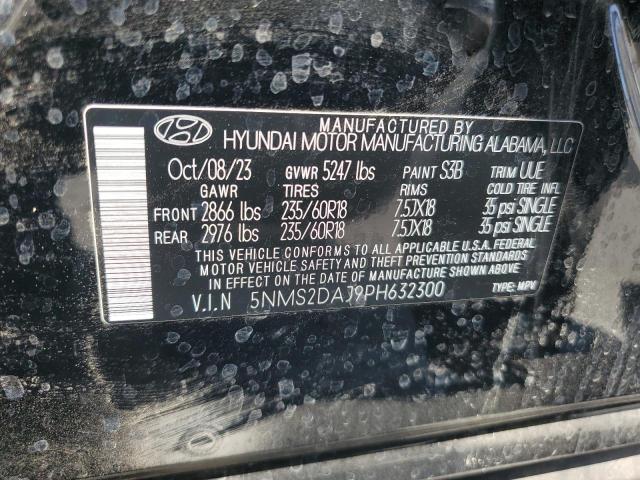 MANUFACTURED BY
HYUNDAI MOTOR MANUFACTURING ALABAMA, LLC
Oct/08/23 GVWR 5247 lbs PAINT S3B TRIM UUE
GAWR TIRES RIMS COLD TIRE INFL
FRONT 2866 lbs 235/60R18 7.5JX18 35 psi SINGLE
REAR 2976 lbs 235/60R18 7.5JX18 35 psi SINGLE
THIS VEHICLE CONFORMS TO ALL APPLICABLE U.S.A. FEDERAL
MOTOR VEHICLE SAFETY AND THEFT PREVENTION STANDARDS
IN EFFECT ON THE DATE OF MANUFACTURE SHOWN ABOVE.
V.I.N 5NMS2DAJ9PH632300 TYPE: MPV